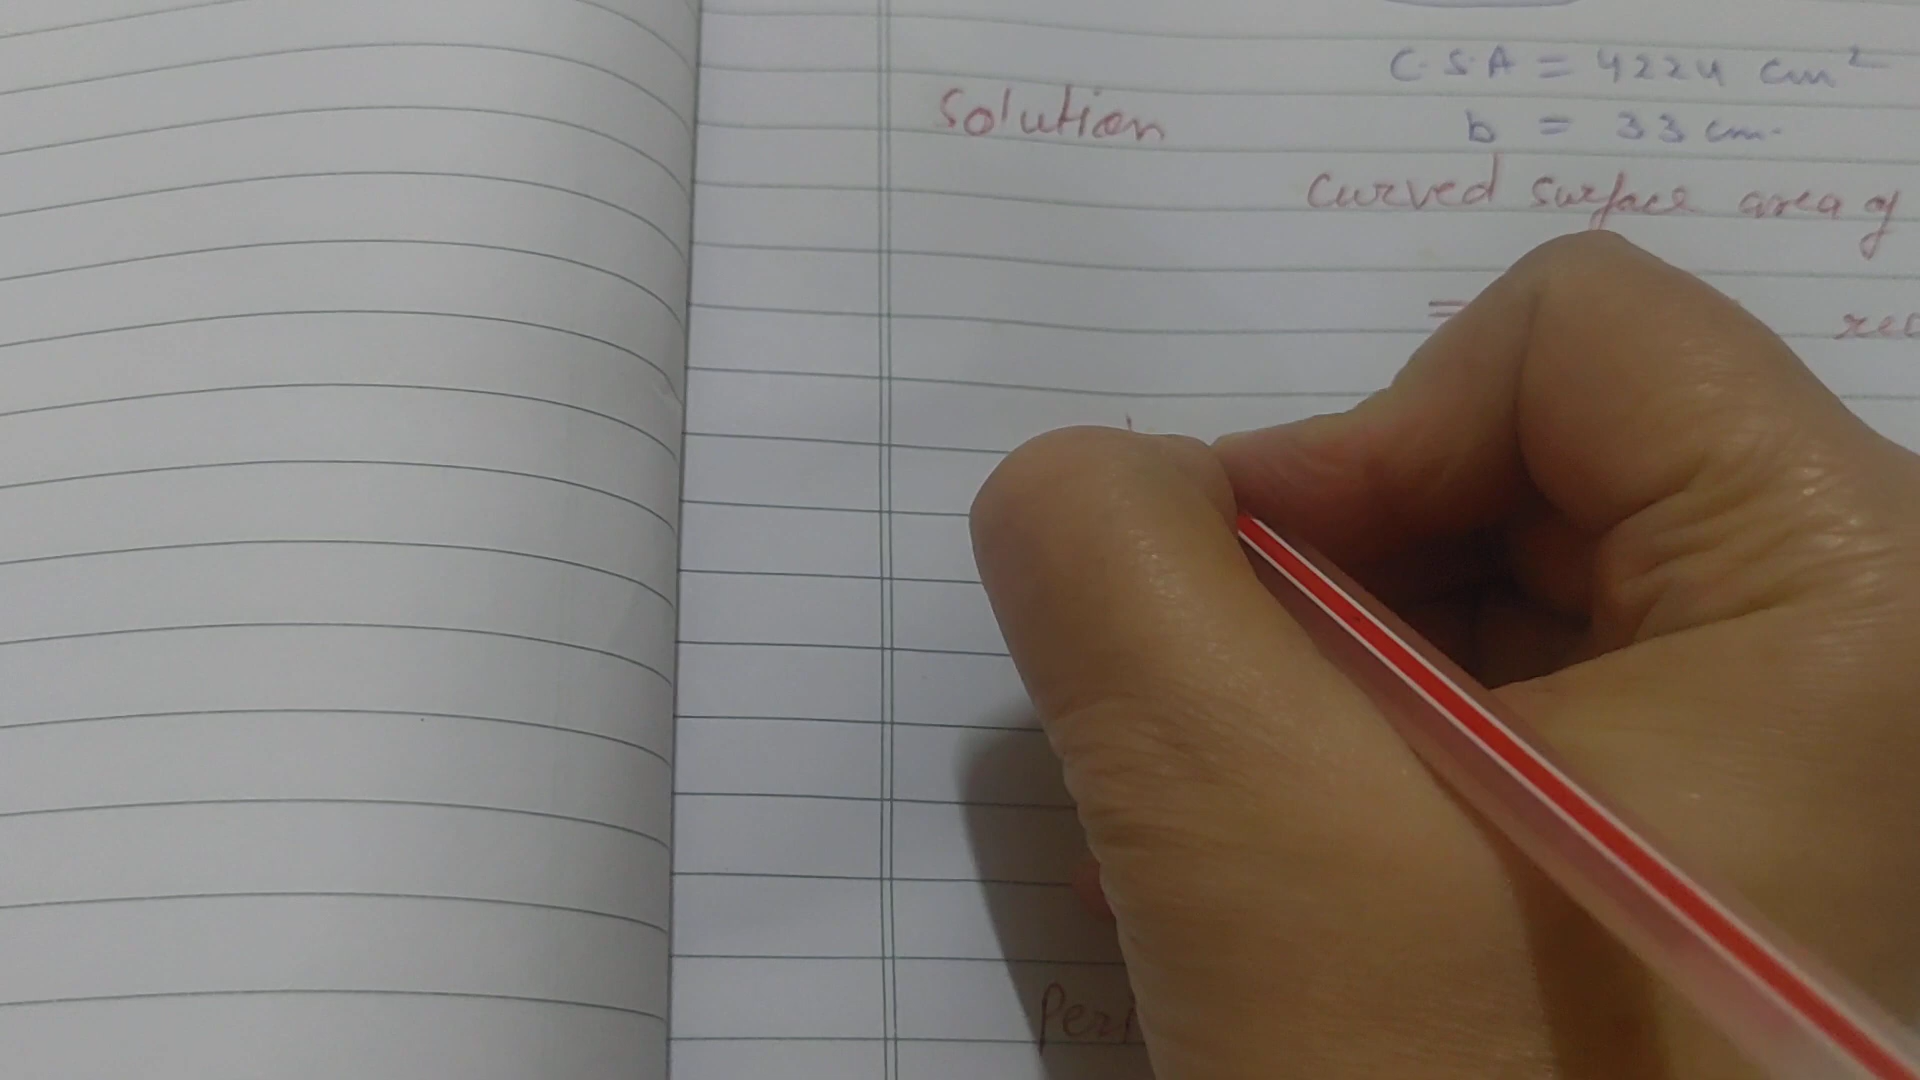 C.S.A = 4224 cm²
Solution b = 33 cm.
Curved surface area of
=